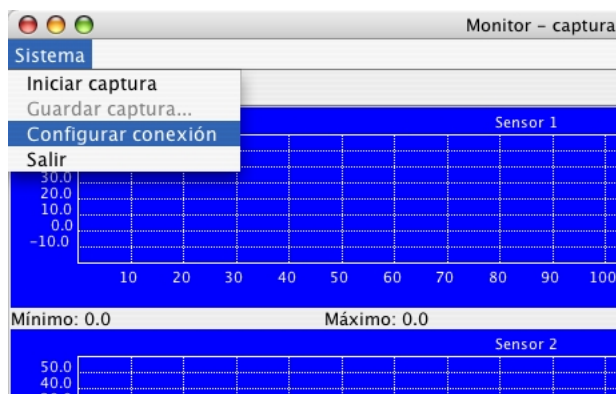 Monitor – captura
Sistema
Iniciar captura
Guardar captura...
Configurar conexión
Salir
Sensor 1
30.0
20.0
10.0
0.0
−10.0
10 20 30 40 50 60 70 80 90 100
Mínimo: 0.0 Máximo: 0.0
Sensor 2
50.0
40.0